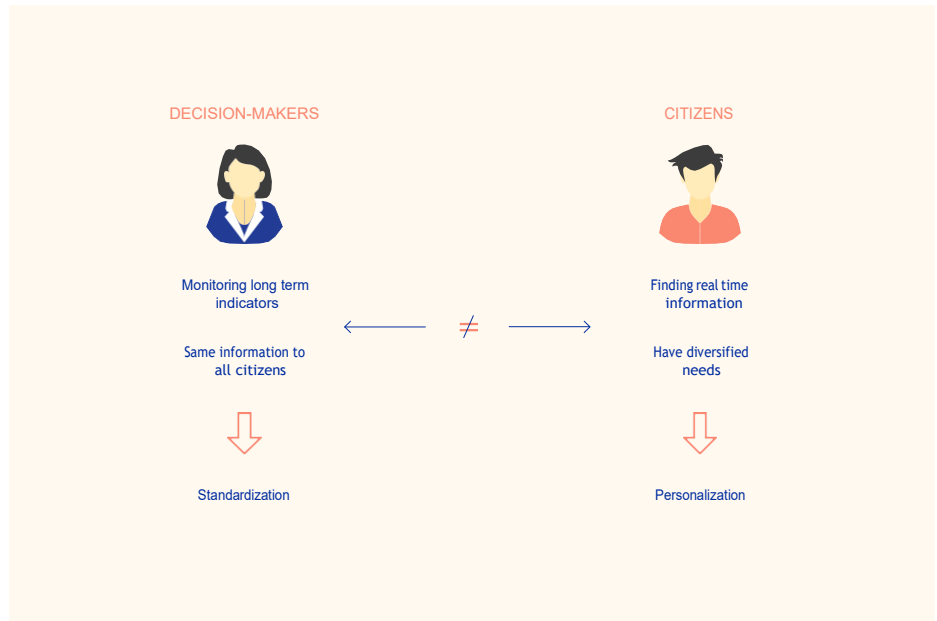 DECISION-MAKERS
Monitoring long term
indicators
Same information to
all citizens
Standardization
≠
CITIZENS
Finding real time
information
Have diversified
needs
Personalization